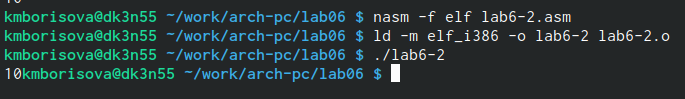 kmborisova@dk3n55 ~/work/arch-pc/lab06 $ nasm -f elf lab6-2.asm
kmborisova@dk3n55 ~/work/arch-pc/lab06 $ ld -m elf_i386 -o lab6-2 lab6-2.o
kmborisova@dk3n55 ~/work/arch-pc/lab06 $ ./lab6-2
10kmborisova@dk3n55 ~/work/arch-pc/lab06 $